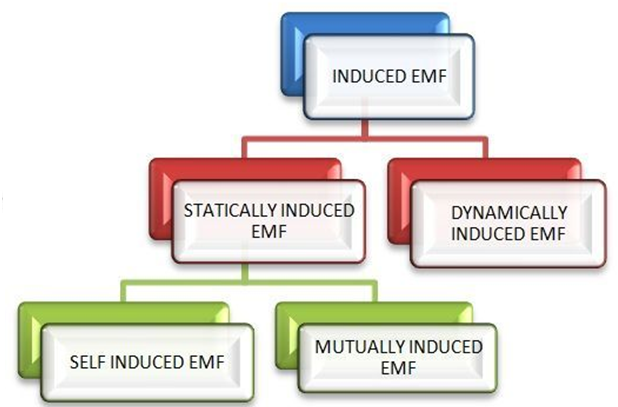 INDUCED EMF
STATICALLY INDUCED
EMF
DYNAMICALLY
INDUCED EMF
SELF INDUCED EMF
MUTUALLY INDUCED
EMF